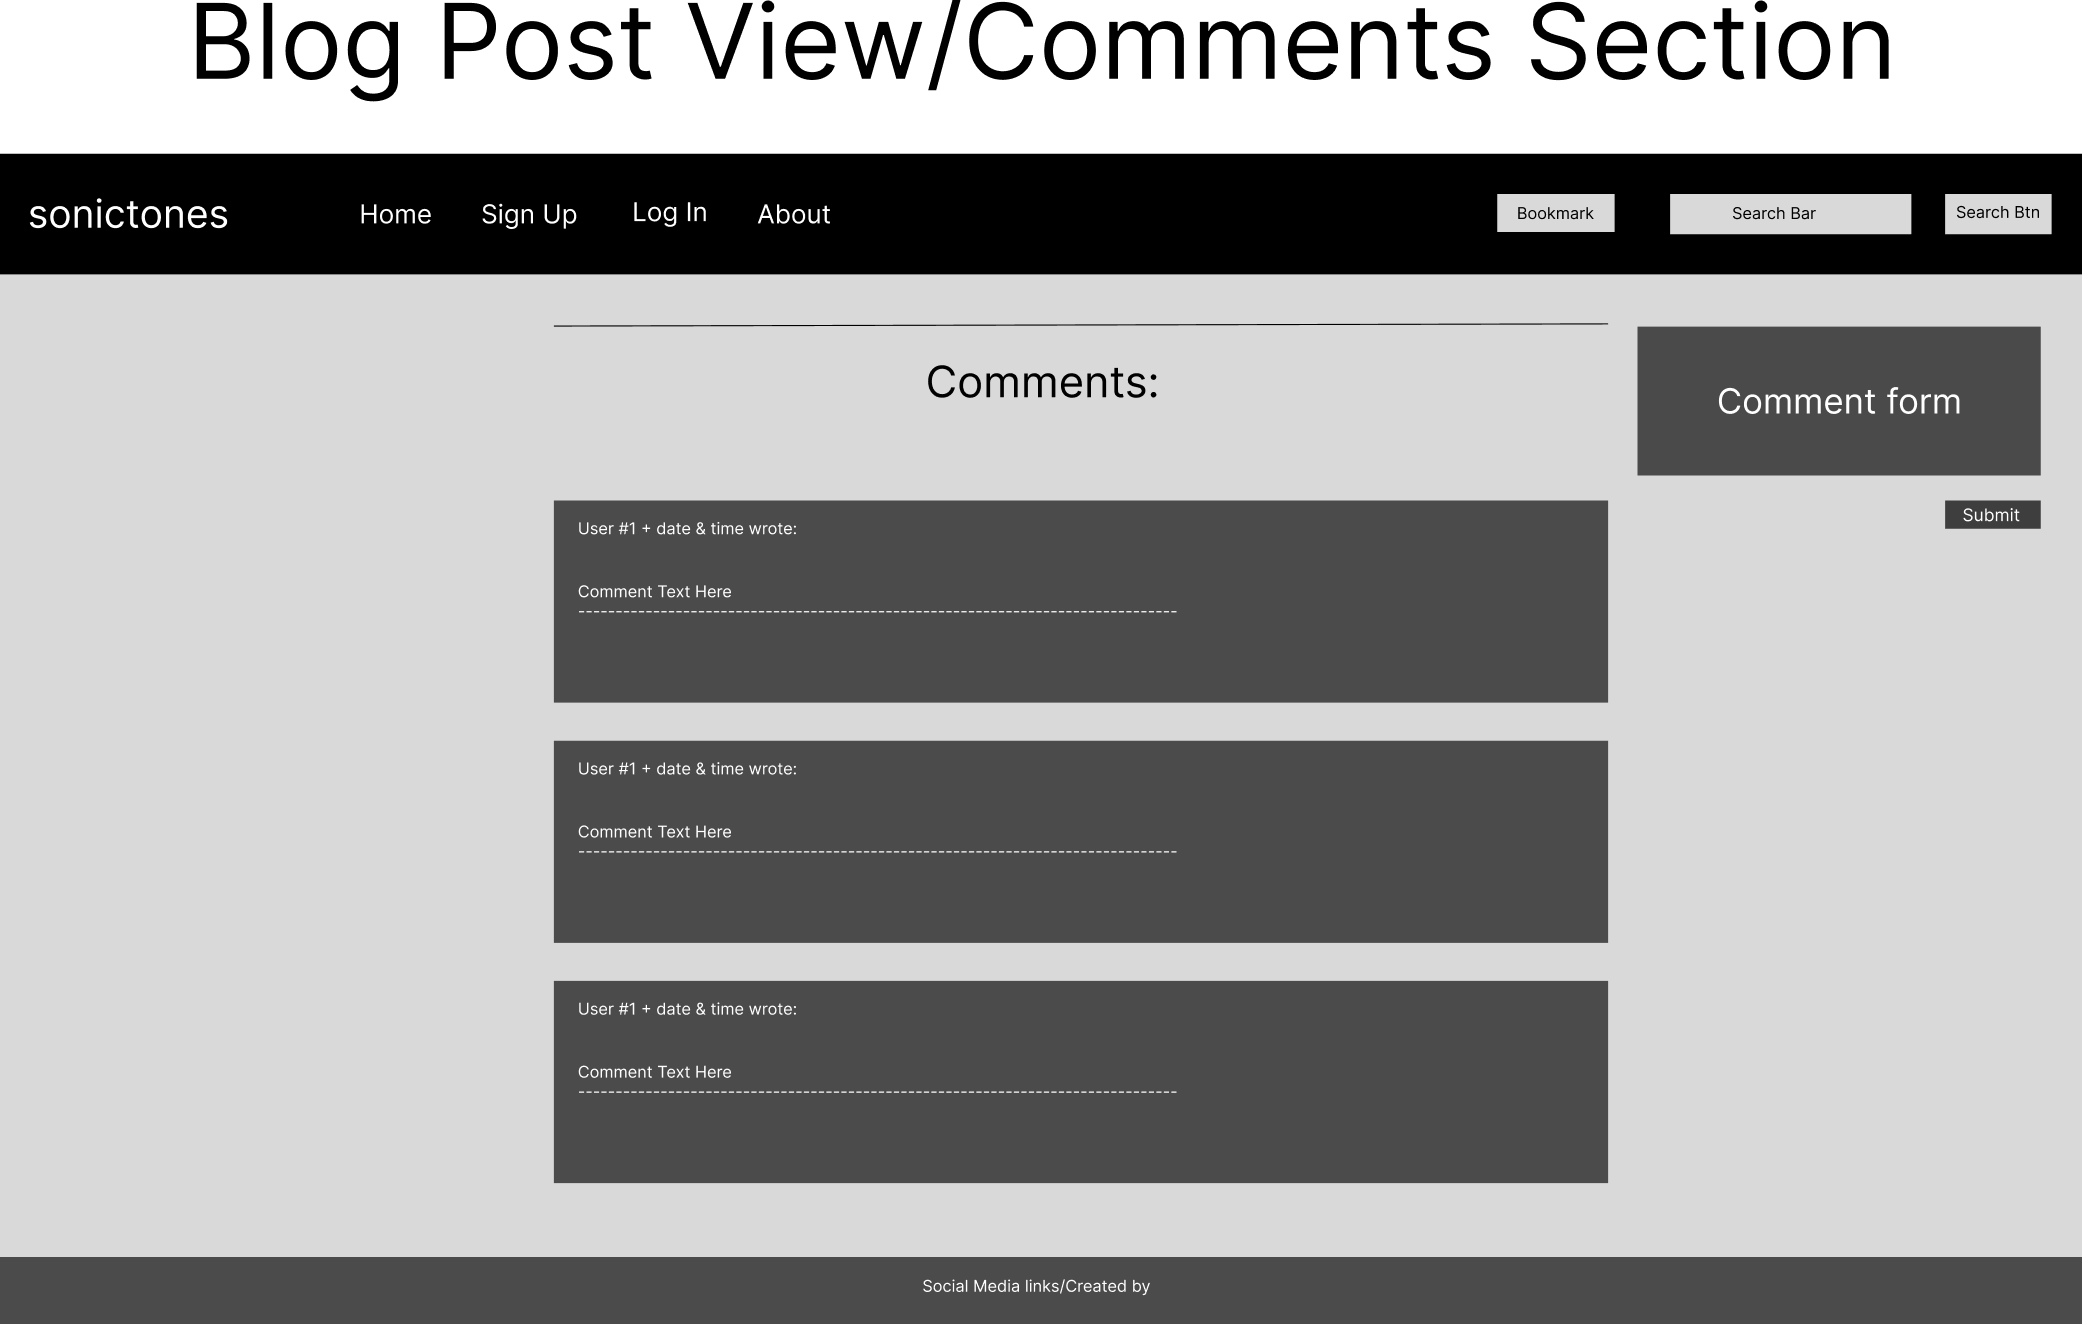 Blog Post View/Comments Section
sonictones
Home
Sign Up
Log In
About
Bookmark
Search Bar
Search Btn
Comments:
Comment form
Submit
User #1 + date & time wrote:
Comment Text Here
--------------------------------------------------------------------------------
User #1 + date & time wrote:
Comment Text Here
--------------------------------------------------------------------------------
User #1 + date & time wrote:
Comment Text Here
--------------------------------------------------------------------------------
Social Media links/Created by